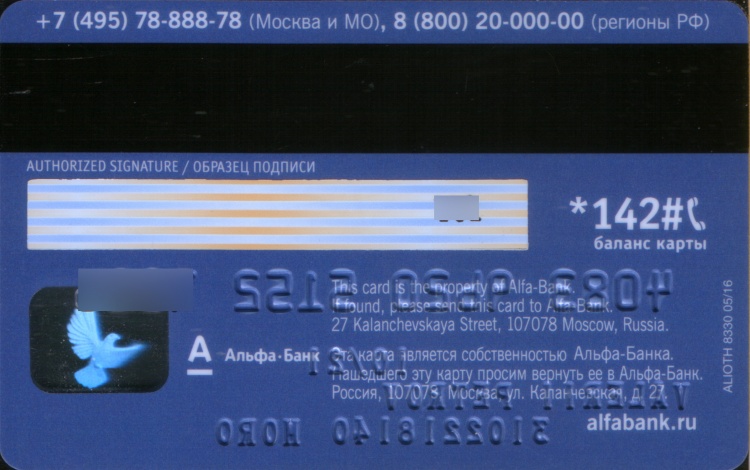 +7 (495) 78-888-78 (Москва и МО), 8 (800) 20-000-00 (регионы РФ)
AUTHORIZED SIGNATURE / ОБРАЗЕЦ ПОДПИСИ
*142#
баланс карты
This card is the property of Alfa-Bank.
If found, please send this card to Alfa-Bank.
27 Kalanchevskaya Street, 107078 Moscow, Russia.
Альфа·Банк
Эта карта является собственностью Альфа-Банка.
Нашедшего эту карту просим вернуть ее в Альфа-Банк.
Россия, 107078, Москва, ул. Каланчевская, д. 27.
alfabank.ru
ALIOTH 8330 05/16